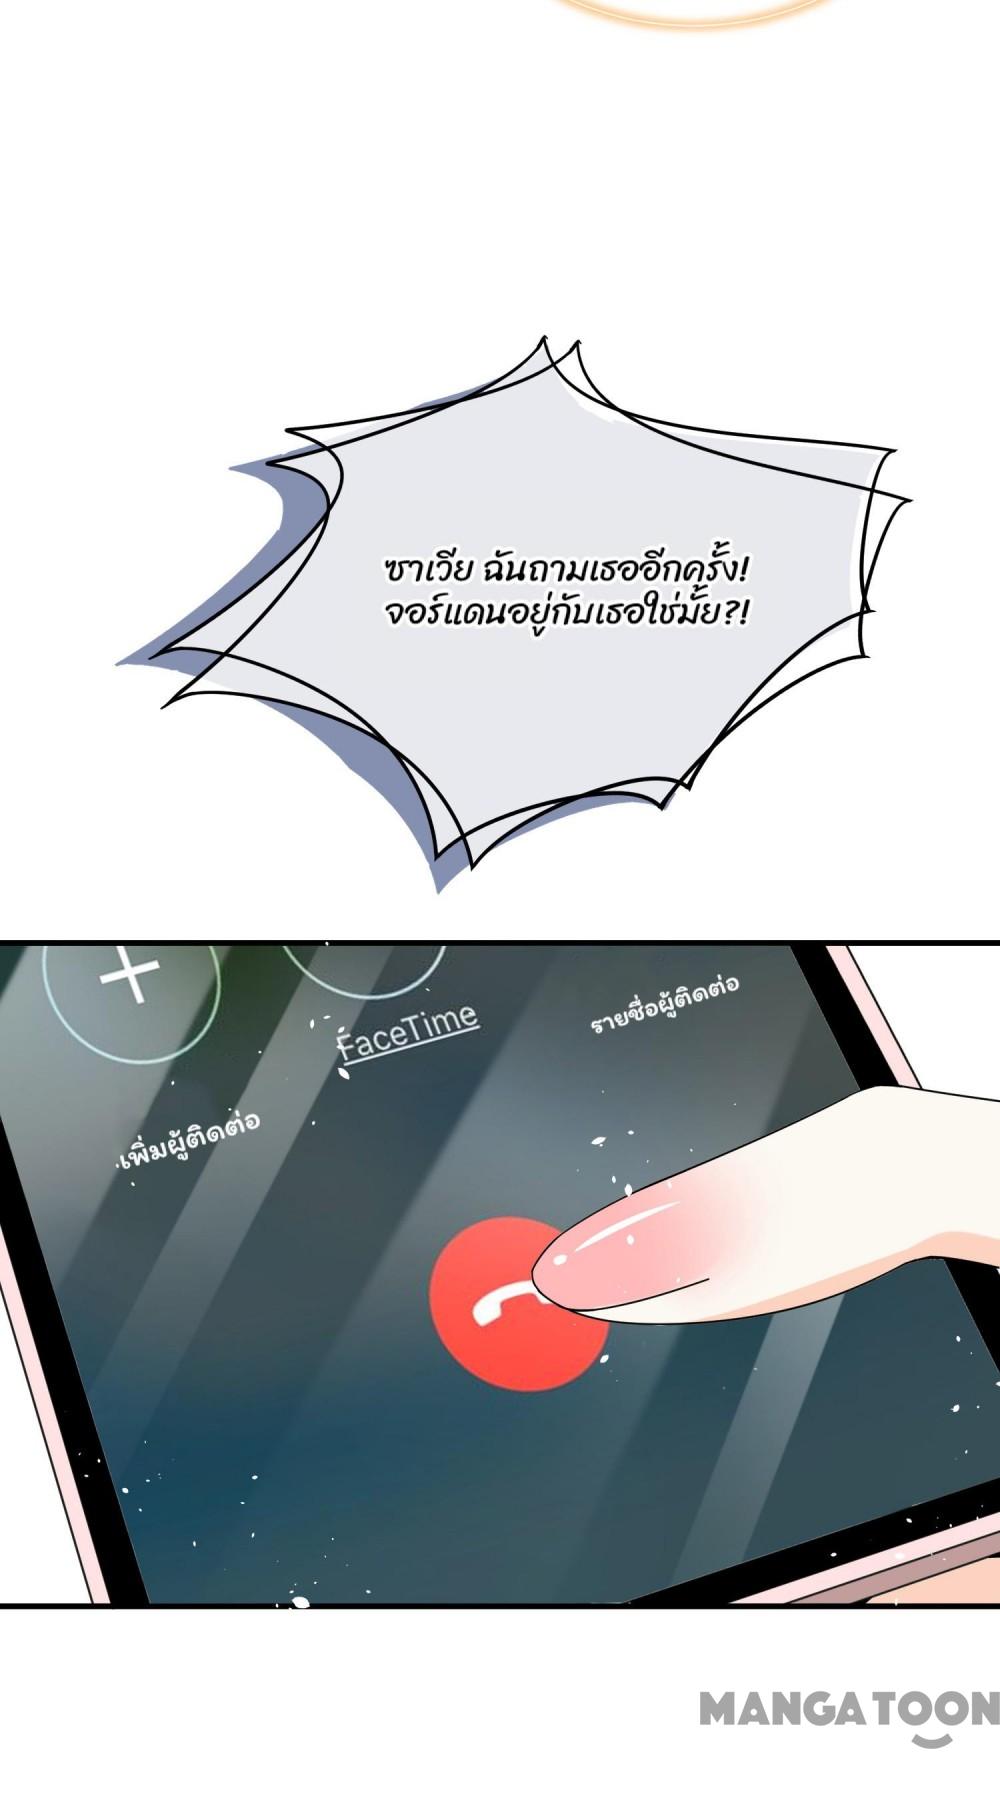 ซาเวีย ฉันถามเธออีกครั้ง!
จอร์แดนอยู่กับเธอใช่มั้ย?!
รายชื่อผู้ติดต่อ
FaceTime
เพิ่มผู้ติดต่อ
MANGATOON